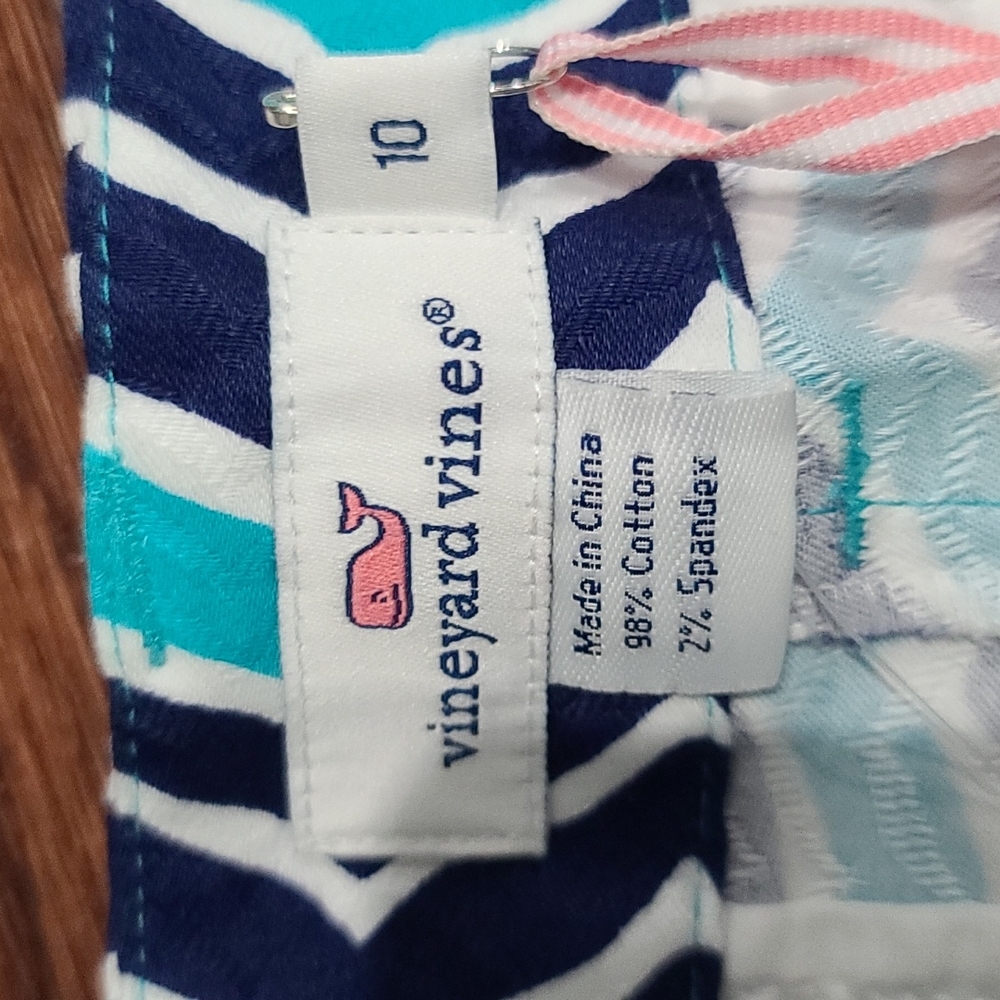 10
vineyard vines®
Made in China
98% Cotton
2% Spandex